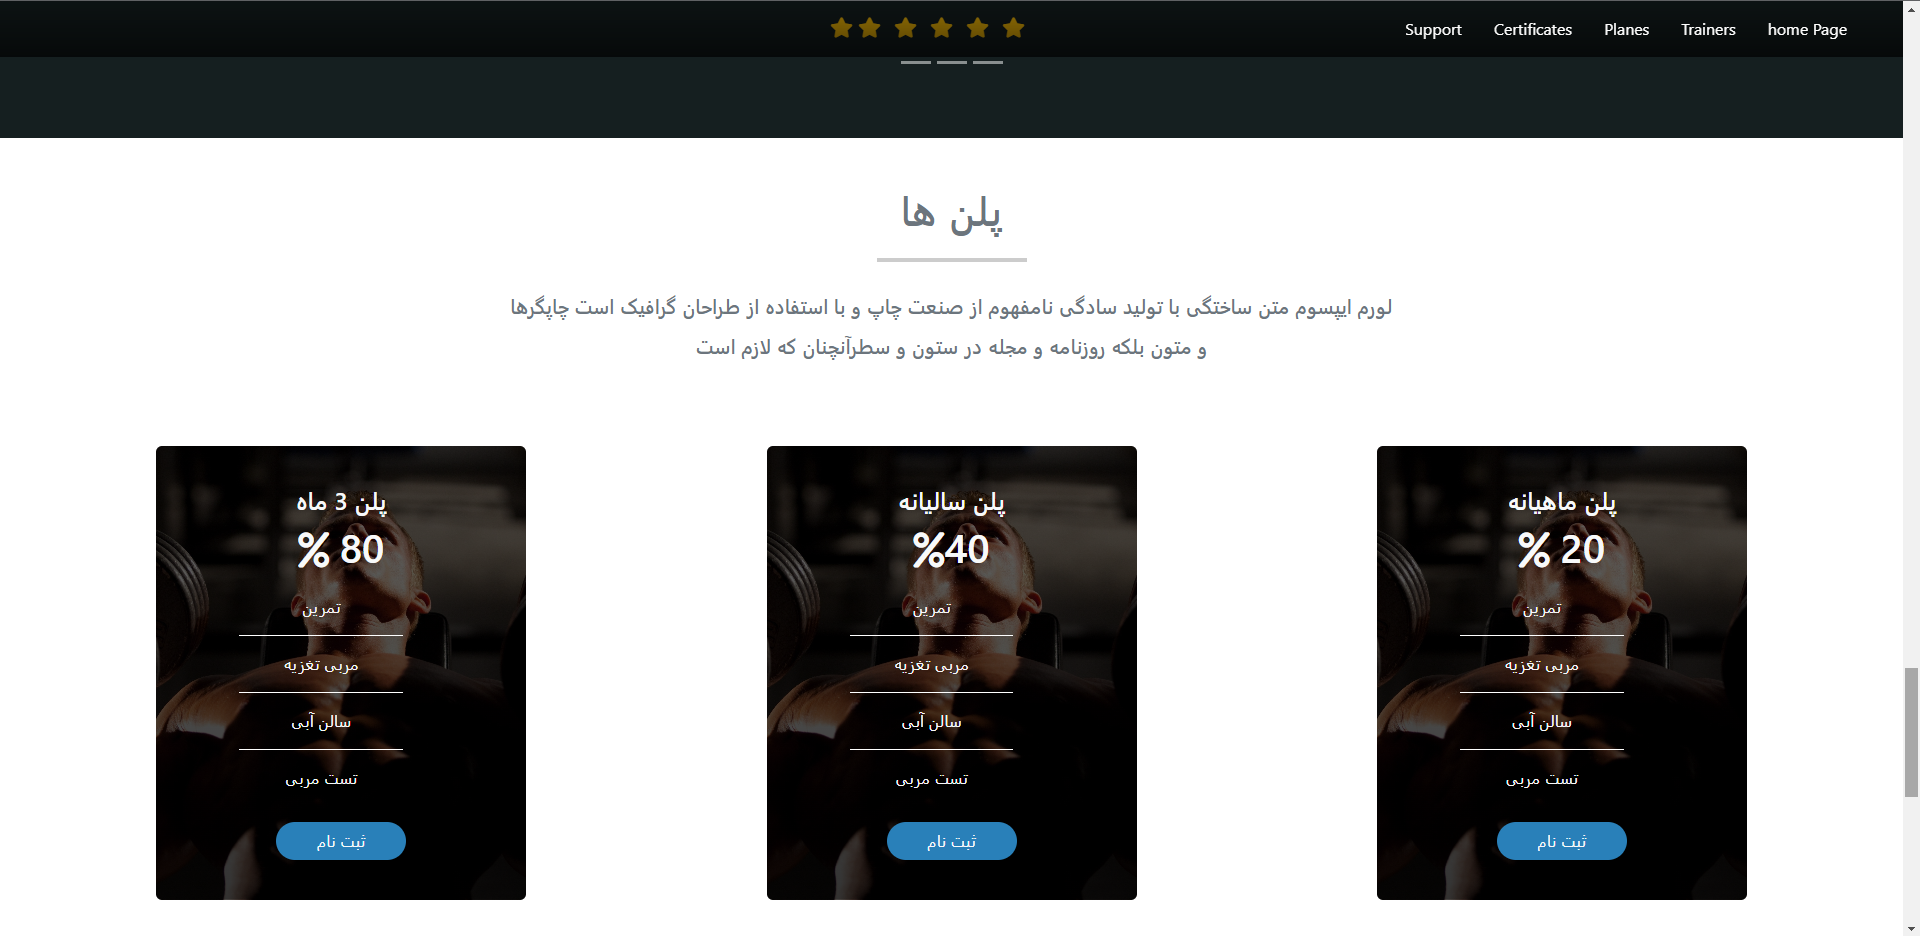 Support Certificates Planes Trainers home Page
پلن ها
لورم ایپسوم متن ساختگی با تولید سادگی نامفهوم از صنعت چاپ و با استفاده از طراحان گرافیک است چاپگرها
و متون بلکه روزنامه و مجله در ستون و سطرآنچنان که لازم است
پلن ماهیانه
% 20
تمرین
مربی تغزیه
سالن آبی
تست مربی
ثبت نام
پلن سالیانه
%40
تمرین
مربی تغزیه
سالن آبی
تست مربی
ثبت نام
پلن 3 ماه
% 80
تمرین
مربی تغزیه
سالن آبی
تست مربی
ثبت نام